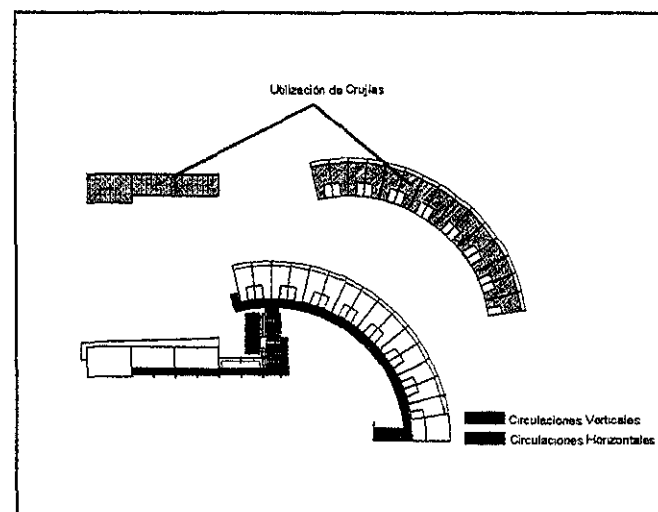 Utilización de Crujías
Circulaciones Verticales
Circulaciones Horizontales